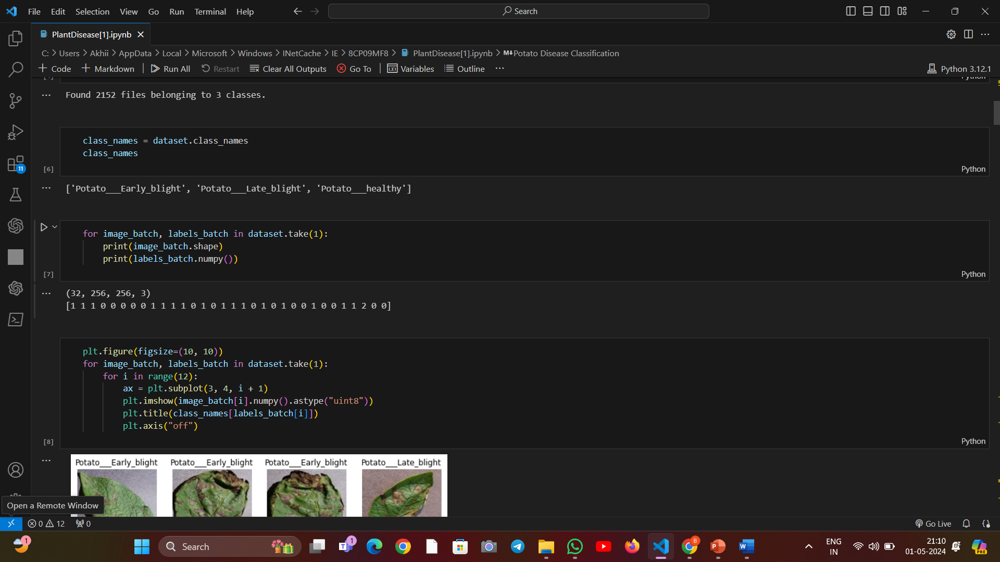 File Edit Selection View Go Run Terminal Help
Search
PlantDisease[1].ipynb
C: > Users > Akhii > AppData > Local > Microsoft > Windows > INetCache > IE > 8CP09MF8 > PlantDisease[1].ipynb > M↓Potato Disease Classification
+ Code + Markdown | Run All Restart Clear All Outputs Go To | Variables Outline ···
Python 3.12.1
Python
··· Found 2152 files belonging to 3 classes.
class_names = dataset.class_names
class_names
[6]
Python
··· ['Potato___Early_blight', 'Potato___Late_blight', 'Potato___healthy']
for image_batch, labels_batch in dataset.take(1):
print(image_batch.shape)
print(labels_batch.numpy())
[7]
Python
··· (32, 256, 256, 3)
[1 1 1 0 0 0 0 0 1 1 1 1 0 1 0 1 1 1 0 1 0 1 0 0 1 0 0 1 1 2 0 0]
plt.figure(figsize=(10, 10))
for image_batch, labels_batch in dataset.take(1):
for i in range(12):
ax = plt.subplot(3, 4, i + 1)
plt.imshow(image_batch[i].numpy().astype("uint8"))
plt.title(class_names[labels_batch[i]])
plt.axis("off")
[8]
Python
Potato___Early_blight Potato___Early_blight Potato___Early_blight Potato___Late_blight
11
Open a Remote Window
0 12 0
Go Live
1
Search
1
B
P
W
ENG
IN
21:10
01-05-2024
PRE